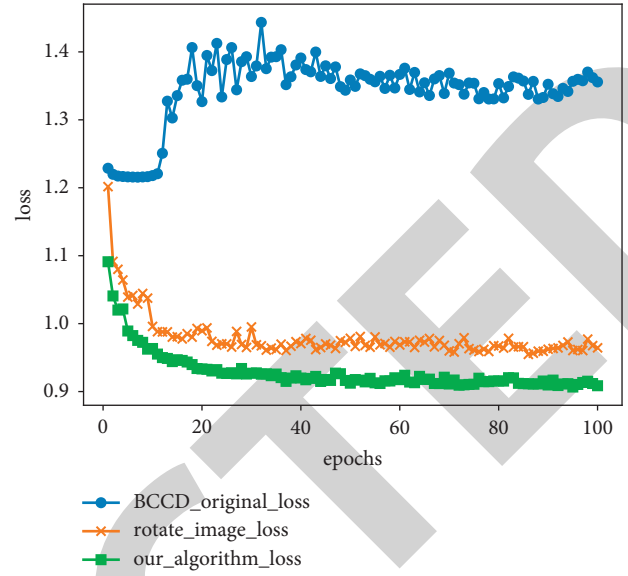 1.4
1.3
1.2
1.1
1.0
0.9
loss
0 20 40 60 80 100
epochs
BCCD_original_loss
rotate_image_loss
our_algorithm_loss
CTED